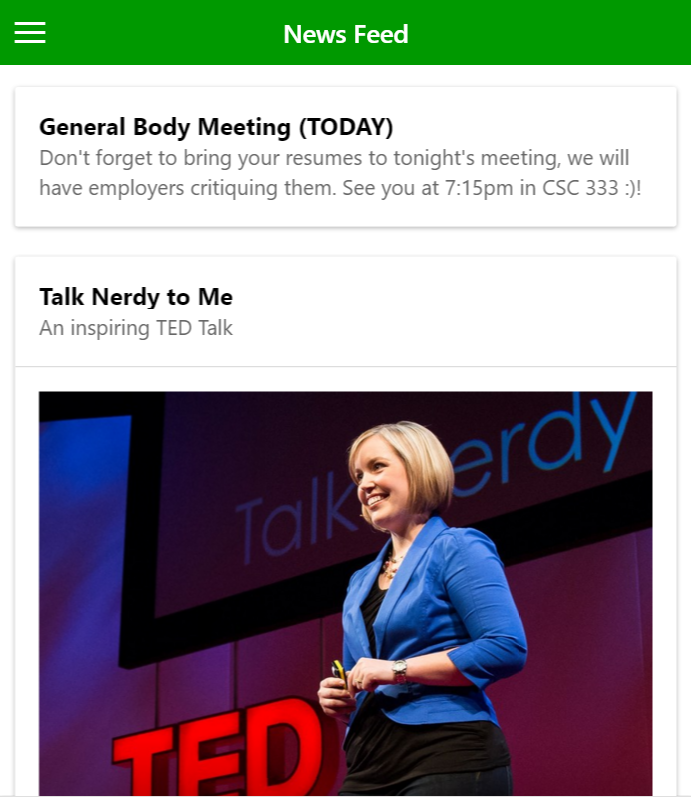 News Feed
General Body Meeting (TODAY)
Don't forget to bring your resumes to tonight's meeting, we will
have employers critiquing them. See you at 7:15pm in CSC 333 :)!
Talk Nerdy to Me
An inspiring TED Talk
Talk Nerdy
TED